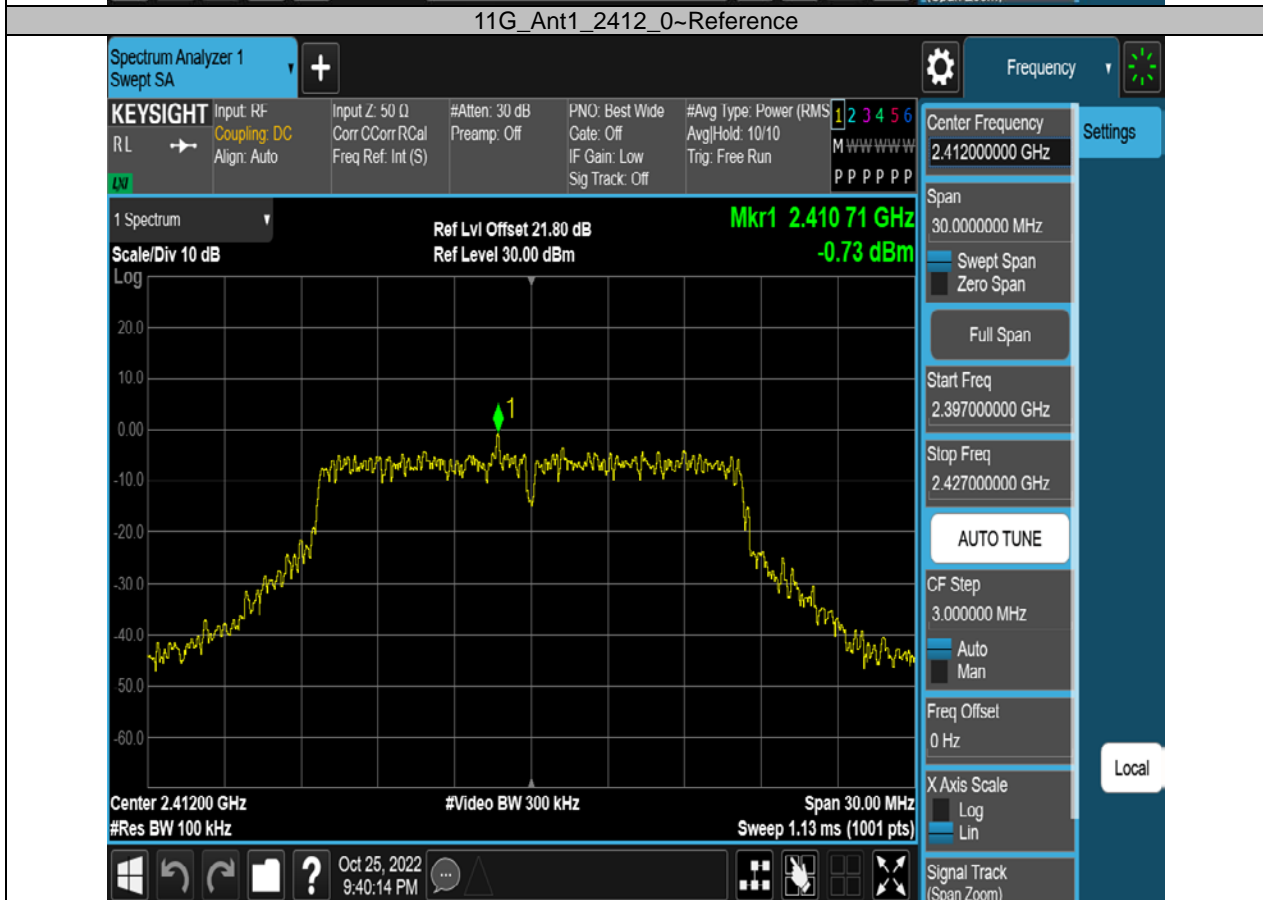 11G_Ant1_2412_0~Reference
Spectrum Analyzer 1
Swept SA
Frequency
KEYSIGHT
RL
LXI
Input: RF
Coupling: DC
Align: Auto
Input Z: 50 Ω
Corr CCorr RCal
Freq Ref: Int (S)
#Atten: 30 dB
Preamp: Off
PNO: Best Wide
Gate: Off
IF Gain: Low
Sig Track: Off
#Avg Type: Power (RMS
Avg|Hold: 10/10
Trig: Free Run
1 2 3 4 5 6
M W W W W W
P P P P P P
1 Spectrum
Scale/Div 10 dB
Ref Lvl Offset 21.80 dB
Ref Level 30.00 dBm
Mkr1 2.410 71 GHz
-0.73 dBm
Log
20.0
10.0
0.00
-10.0
-20.0
-30.0
-40.0
-50.0
-60.0
1
Center 2.41200 GHz
#Res BW 100 kHz
#Video BW 300 kHz
Span 30.00 MHz
Sweep 1.13 ms (1001 pts)
Oct 25, 2022
9:40:14 PM
Center Frequency
2.412000000 GHz
Settings
Span
30.0000000 MHz
Swept Span
Zero Span
Full Span
Start Freq
2.397000000 GHz
Stop Freq
2.427000000 GHz
AUTO TUNE
CF Step
3.000000 MHz
Auto
Man
Freq Offset
0 Hz
X Axis Scale
Log
Lin
Local
Signal Track
(Span Zoom)